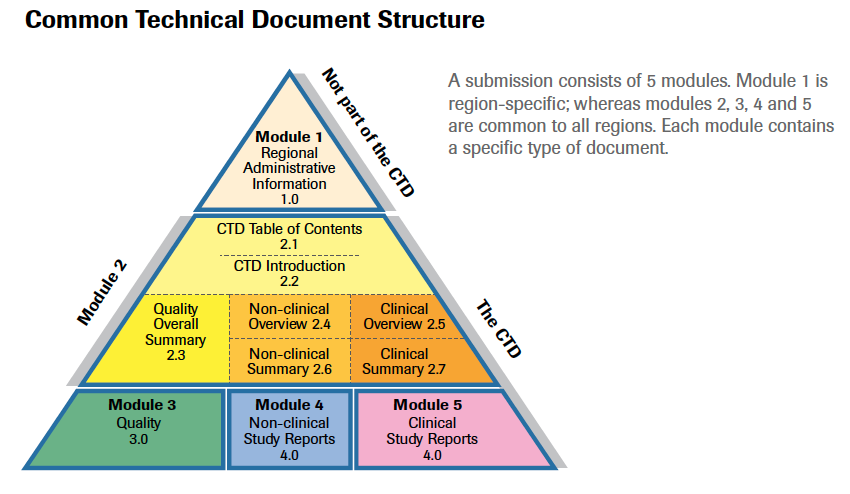 Common Technical Document Structure
A submission consists of 5 modules. Module 1 is
region-specific; whereas modules 2, 3, 4 and 5
are common to all regions. Each module contains
a specific type of document.
Not part of the CTD
Module 1
Regional
Administrative
Information
1.0
Module 2
The CTD
CTD Table of Contents
2.1
CTD Introduction
2.2
Quality
Overall
Summary
2.3
Non-clinical
Overview 2.4
Clinical
Overview 2.5
Non-clinical
Summary 2.6
Clinical
Summary 2.7
Module 3
Quality
3.0
Module 4
Non-clinical
Study Reports
4.0
Module 5
Clinical
Study Reports
4.0